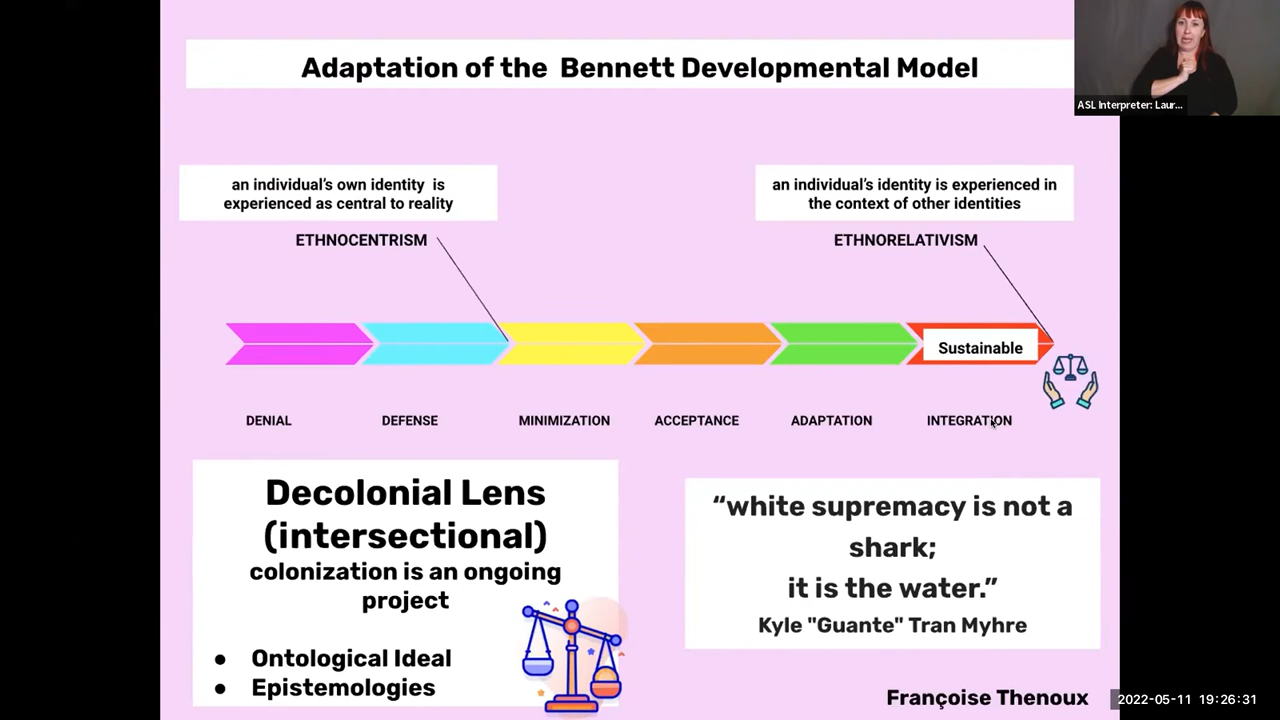 Adaptation of the Bennett Developmental Model
ASL Interpreter: Laur...
an individual's own identity is
experienced as central to reality
ETHNOCENTRISM
an individual's identity is experienced in
the context of other identities
ETHNORELATIVISM
Sustainable
DENIAL
DEFENSE
MINIMIZATION
ACCEPTANCE
ADAPTATION
INTEGRATION
Decolonial Lens
(intersectional)
colonization is an ongoing
project
● Ontological Ideal
● Epistemologies
“white supremacy is not a
shark;
it is the water.”
Kyle "Guante" Tran Myhre
Françoise Thenoux
2022-05-11 19:26:31